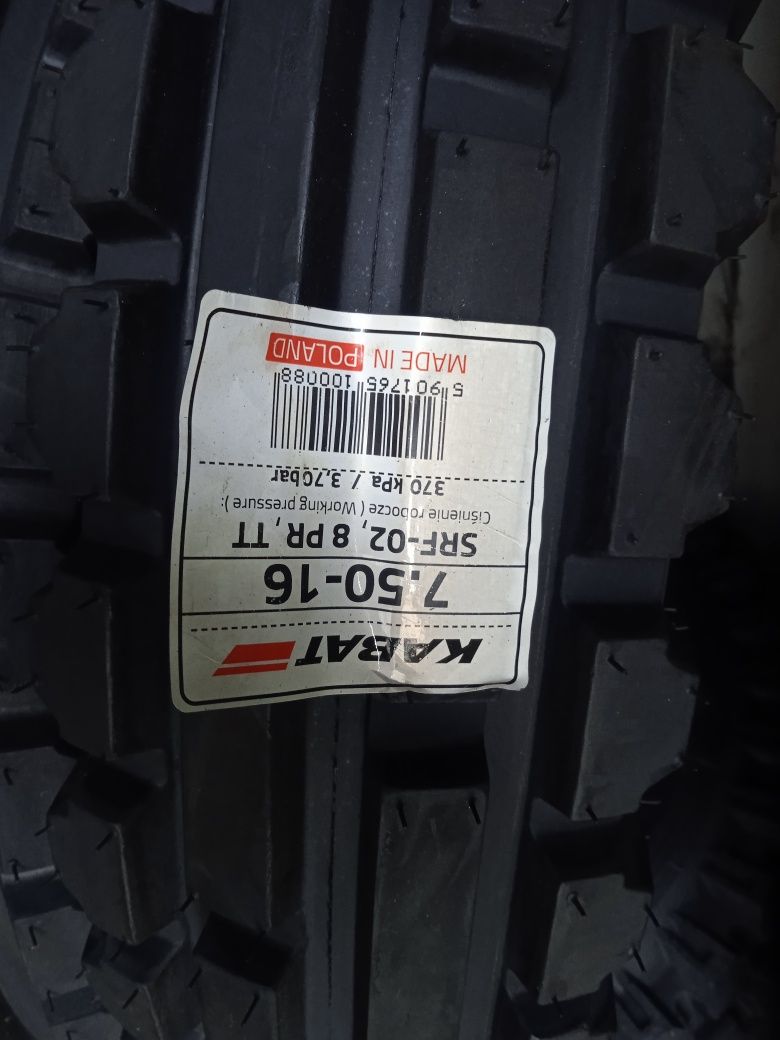 KABAT
7.50-16
SRF-02, 8 PR, TT
Ciśnienie robocze ( Working pressure ):
370 kPa / 3,70bar
5 901765 100088
MADE IN POLAND